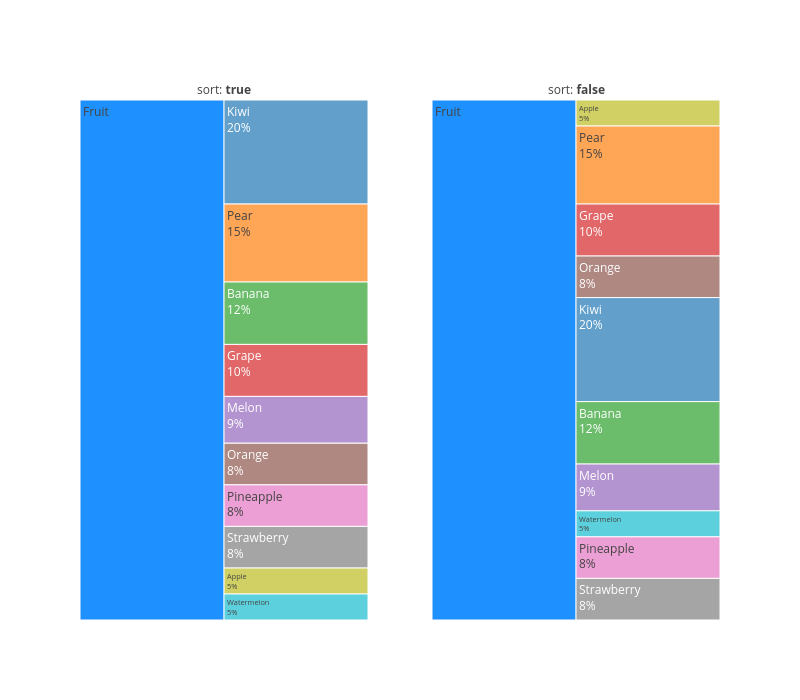 sort: true
Fruit
Kiwi
20%
Pear
15%
Banana
12%
Grape
10%
Melon
9%
Orange
8%
Pineapple
8%
Strawberry
8%
Apple
5%
Watermelon
5%
sort: false
Fruit
Apple
5%
Pear
15%
Grape
10%
Orange
8%
Kiwi
20%
Banana
12%
Melon
9%
Watermelon
5%
Pineapple
8%
Strawberry
8%